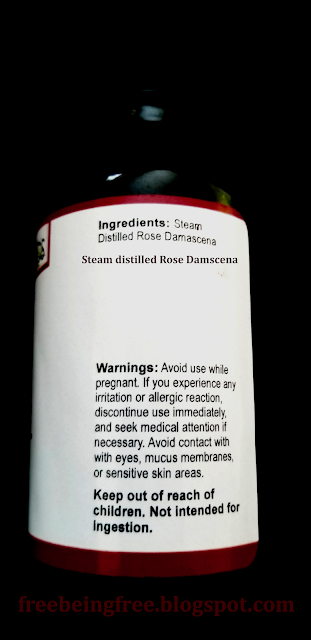 Ingredients: Steam
Distilled Rose Damascena
Steam distilled Rose Damscena
Warnings: Avoid use while
pregnant. If you experience any
irritation or allergic reaction,
discontinue use immediately,
and seek medical attention if
necessary. Avoid contact with
with eyes, mucus membranes,
or sensitive skin areas.
Keep out of reach of
children. Not intended for
ingestion.
freebeingfree.blogspot.com